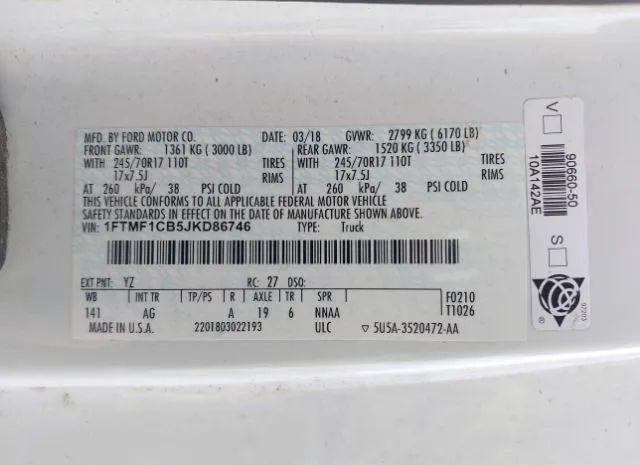 MFD. BY FORD MOTOR CO. DATE: 03/18 GVWR: 2799 KG ( 6170 LB)
FRONT GAWR: 1361 KG ( 3000 LB) REAR GAWR: 1520 KG ( 3350 LB)
WITH 245/70R17 110T TIRES WITH 245/70R17 110T TIRES
17x7.5J RIMS 17x7.5J RIMS
AT 260 kPa/ 38 PSI COLD AT 260 kPa/ 38 PSI COLD
THIS VEHICLE CONFORMS TO ALL APPLICABLE FEDERAL MOTOR VEHICLE
SAFETY STANDARDS IN EFFECT ON THE DATE OF MANUFACTURE SHOWN ABOVE.
VIN: 1FTMF1CB5JKD86746 TYPE: Truck
EXT PNT: YZ RC: 27 DSO:
WB INT TR TP/PS R AXLE TR SPR F0210
141 AG A 19 6 NNAA T1026
MADE IN U.S.A. 2201803022193 ULC ▽ 5U5A-3520472-AA
V □ S □
90660-50
10A142AE
97203